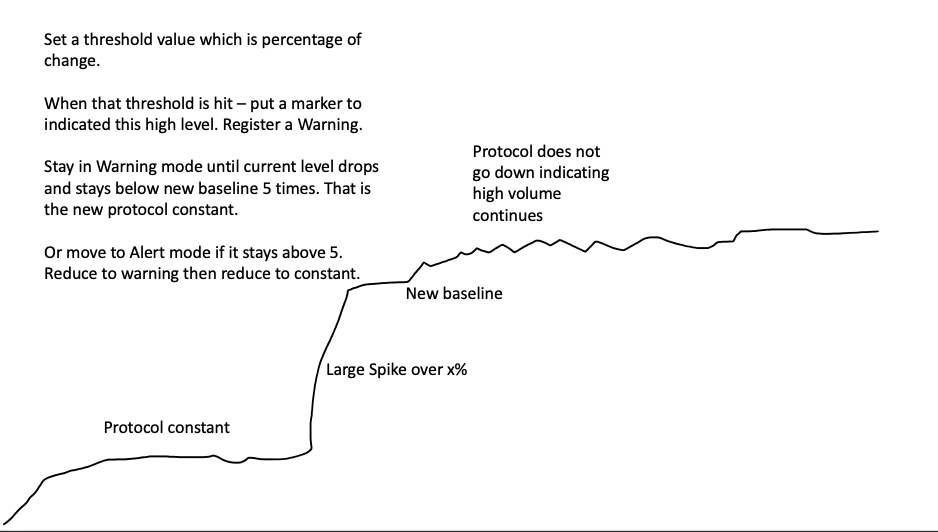 Set a threshold value which is percentage of
change.
When that threshold is hit – put a marker to
indicated this high level. Register a Warning.
Stay in Warning mode until current level drops
and stays below new baseline 5 times. That is
the new protocol constant.
Or move to Alert mode if it stays above 5.
Reduce to warning then reduce to constant.
Protocol does not
go down indicating
high volume
continues
New baseline
Large Spike over x%
Protocol constant